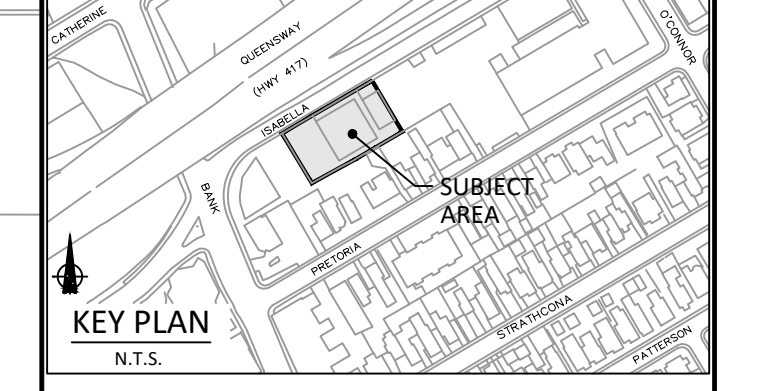 CATHERINE
QUEENSWAY
(HWY 417)
O'CONNOR
ISABELLA
BANK
SUBJECT
AREA
PRETORIA
STRATHCONA
PATTERSON
KEY PLAN
N.T.S.